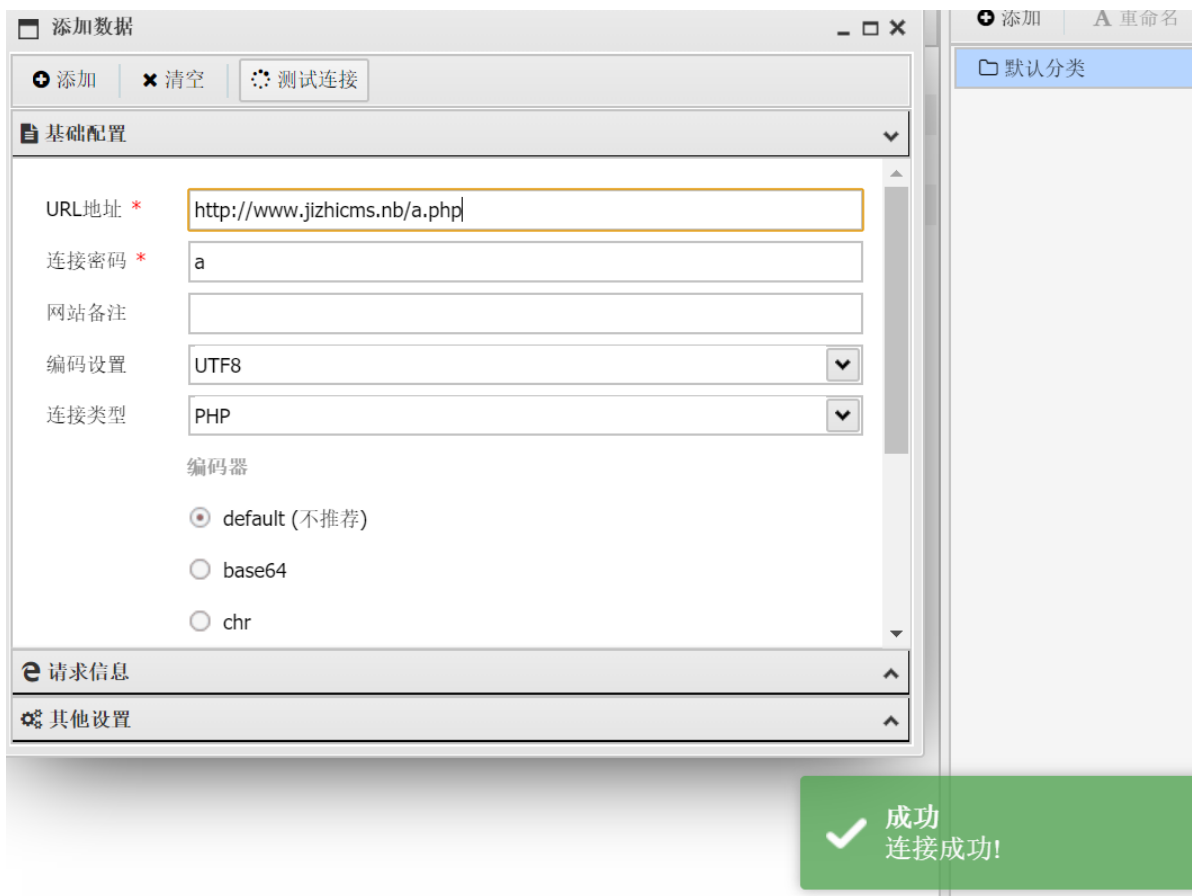 添加数据
添加 清空 测试连接
基础配置
URL地址 * http://www.jizhicms.nb/a.php
连接密码 * a
网站备注
编码设置 UTF8
连接类型 PHP
编码器
default (不推荐)
base64
chr
请求信息
其他设置
添加 A 重命名
默认分类
成功
连接成功!